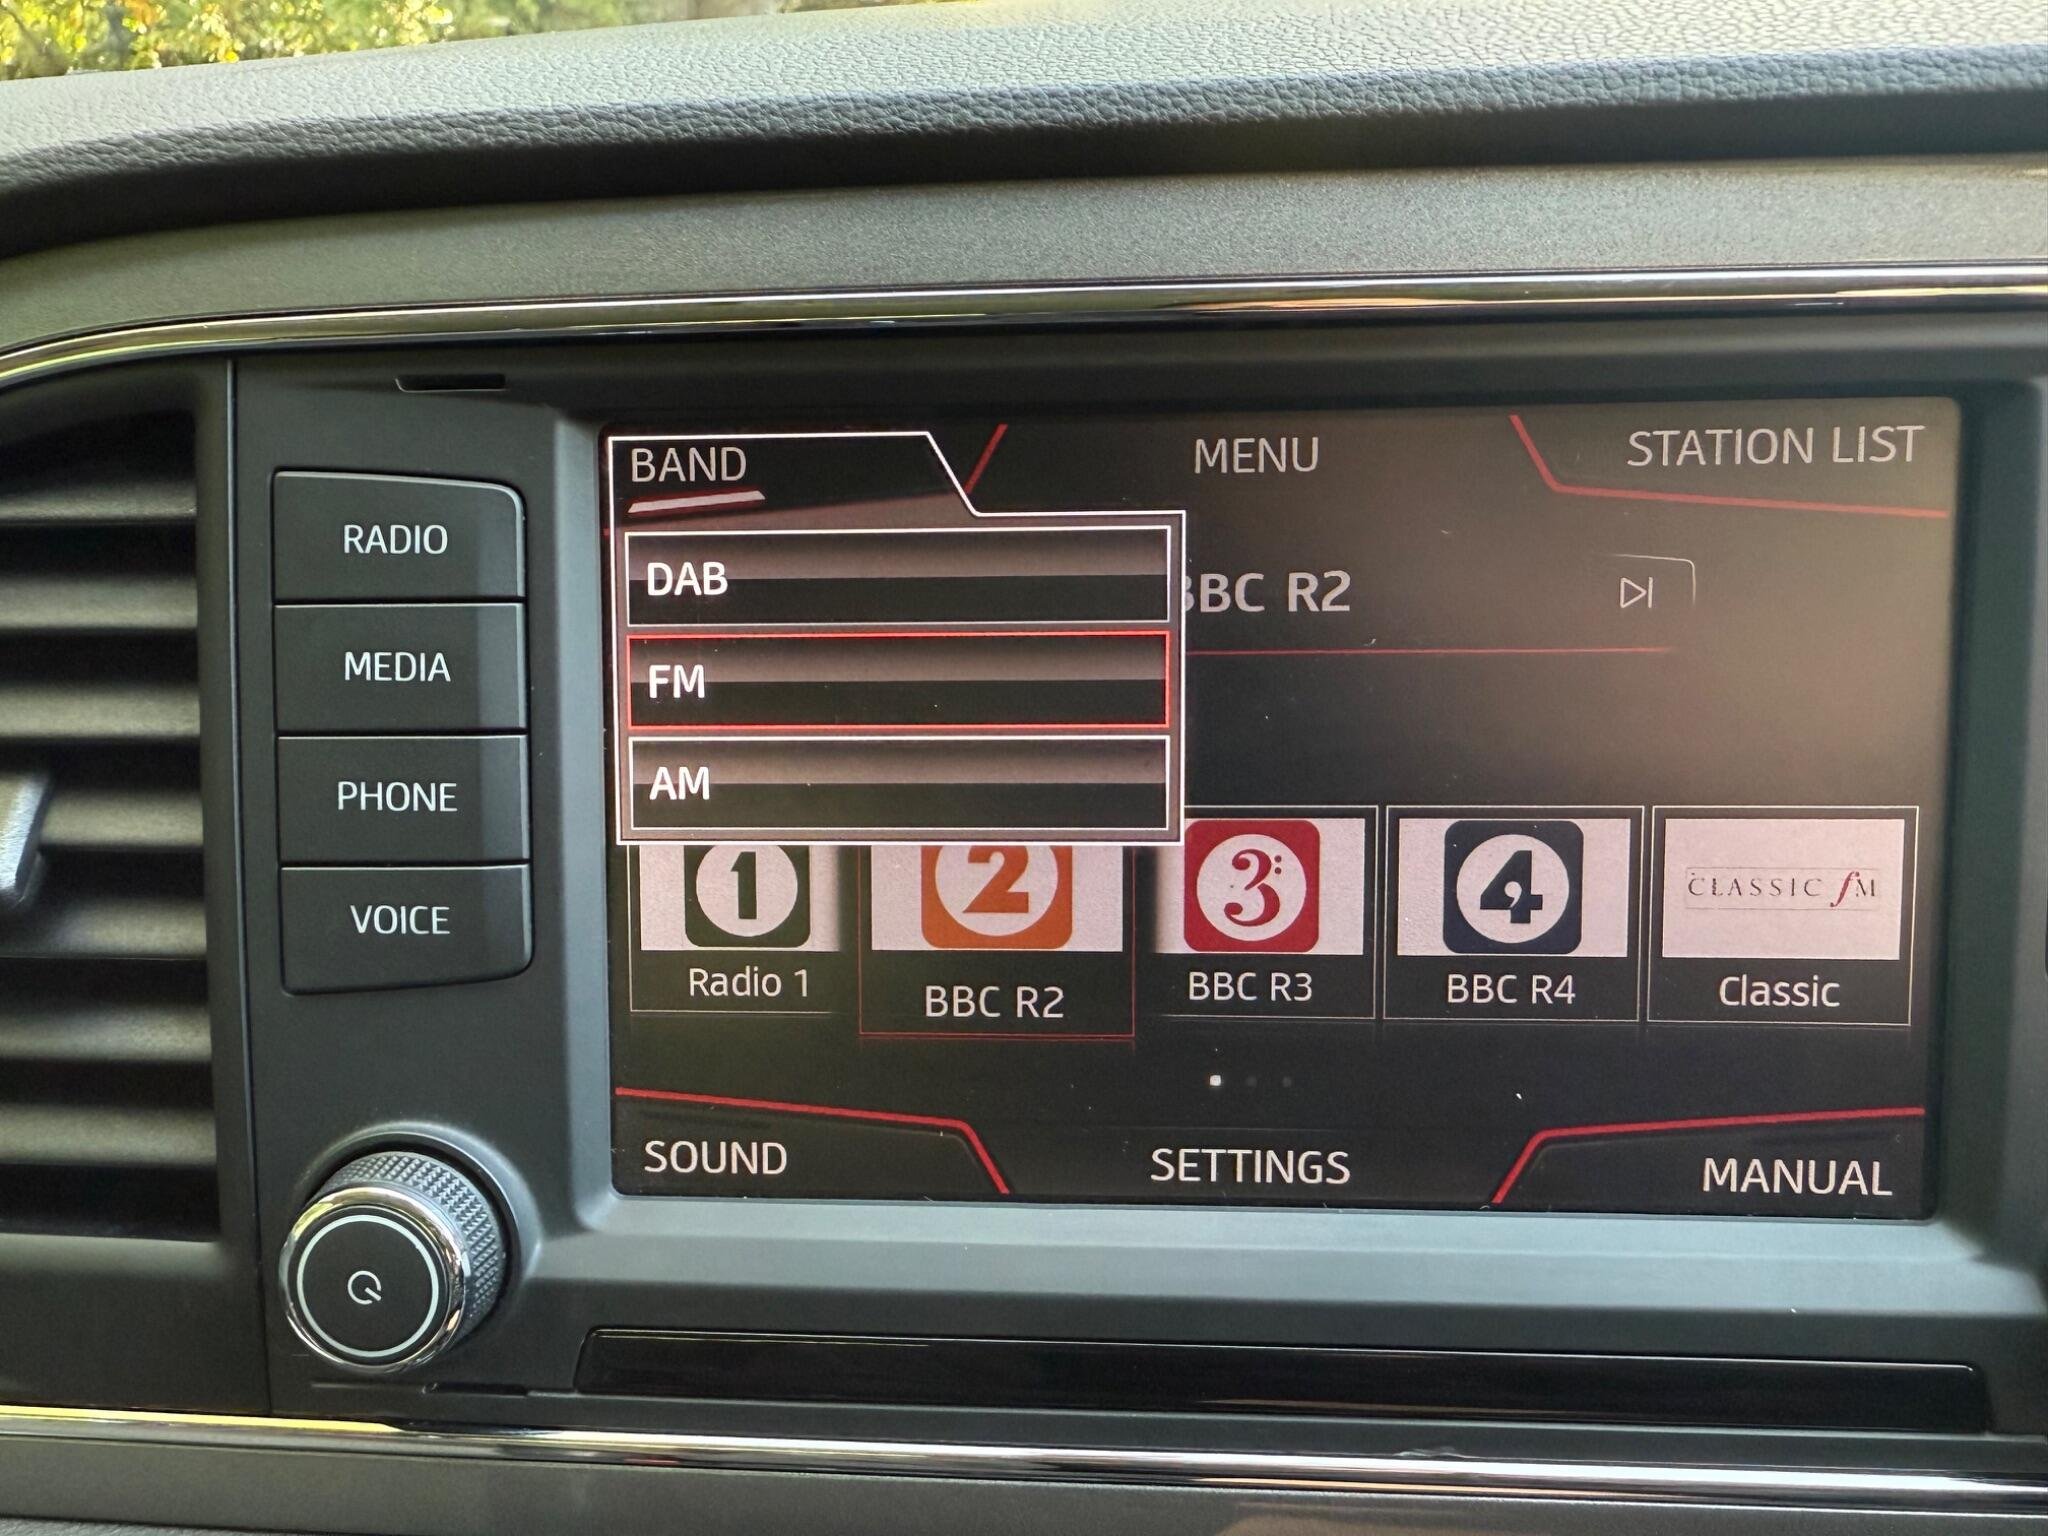 BAND
MENU
STATION LIST
RADIO
MEDIA
PHONE
VOICE
DAB
FM
AM
BBC R2
1
2
3
4
CLASSIC fM
Radio 1
BBC R2
BBC R3
BBC R4
Classic
SOUND
SETTINGS
MANUAL